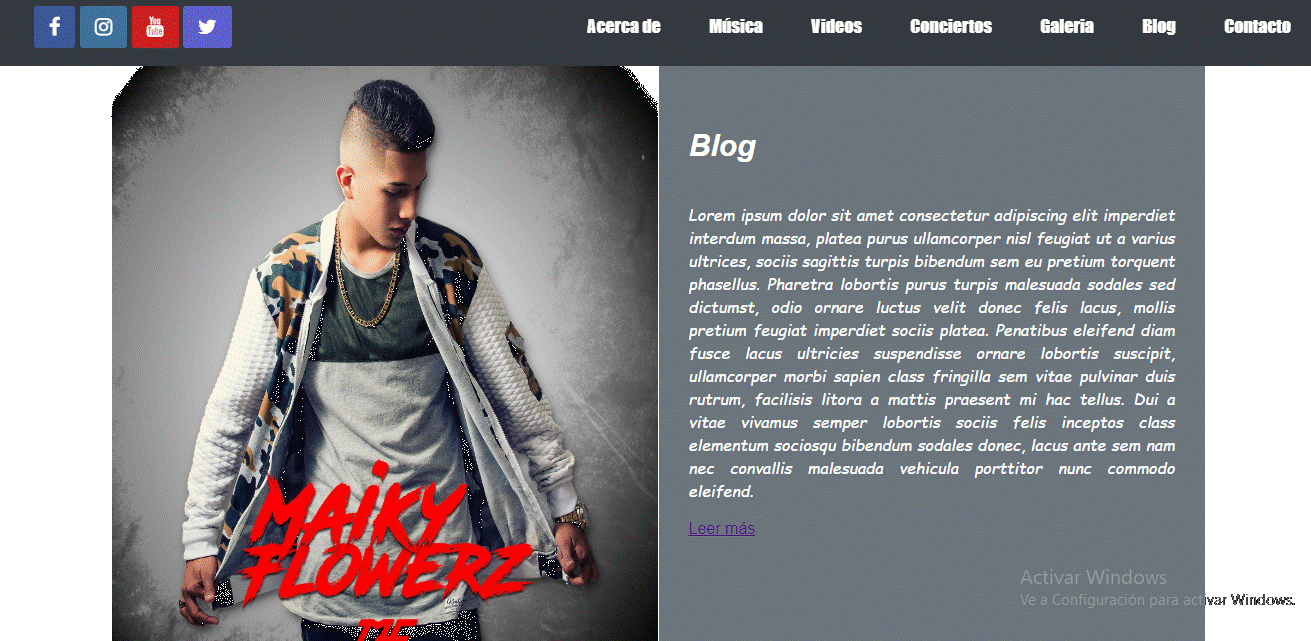 You
Tube
Acerca de
Música
Videos
Conciertos
Galeria
Blog
Contacto
Blog
Lorem ipsum dolor sit amet consectetur adipiscing elit imperdiet
interdum massa, platea purus ullamcorper nisl feugiat ut a varius
ultrices, sociis sagittis turpis bibendum sem eu pretium torquent
phasellus. Pharetra lobortis purus turpis malesuada sodales sed
dictumst, odio ornare luctus velit donec felis lacus, mollis
pretium feugiat imperdiet sociis platea. Penatibus eleifend diam
fusce lacus ultricies suspendisse ornare lobortis suscipit,
ullamcorper morbi sapien class fringilla sem vitae pulvinar duis
rutrum, facilisis litora a mattis praesent mi hac tellus. Dui a
vitae vivamus semper lobortis sociis felis inceptos class
elementum sociosqu bibendum sodales donec, lacus ante sem nam
nec convallis malesuada vehicula porttitor nunc commodo
eleifend.
Leer más
MAIKY
FLOWERZ
Activar Windows
Ve a Configuración para activar Windows.